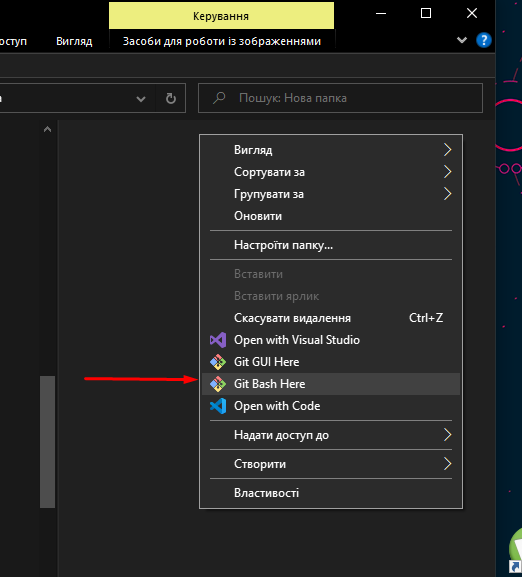 Керування
оступ
Вигляд
Засоби для роботи із зображеннями
Пошук: Нова папка
Вигляд
Сортувати за
Групувати за
Оновити
Настроїти папку...
Вставити
Вставити ярлик
Скасувати видалення Ctrl+Z
Open with Visual Studio
Git GUI Here
Git Bash Here
Open with Code
Надати доступ до
Створити
Властивості